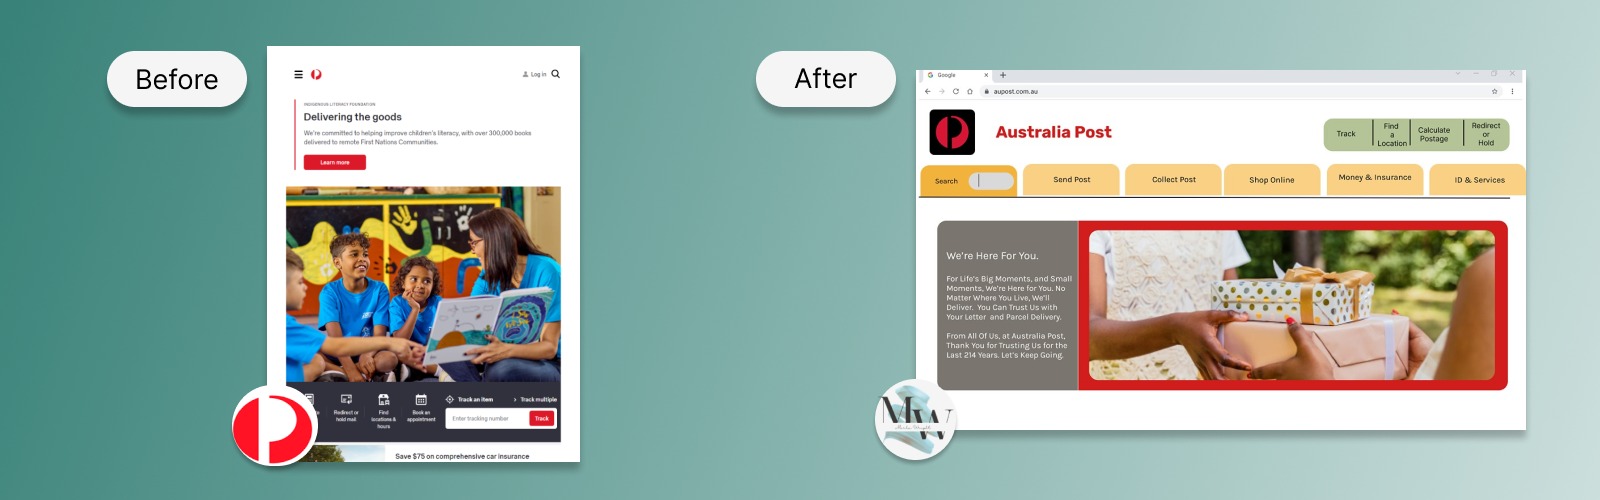 Before
Log in
INDIGENOUS LITERACY FOUNDATION
Delivering the goods
We're committed to helping improve children's literacy, with over 300,000 books
delivered to remote First Nations Communities.
Learn more
Redirect or
hold mail
Find
locations &
hours
Book an
appointment
Track an item
Track multiple
Enter tracking number
Track
Save $75 on comprehensive car insurance
After
Google
aupost.com.au
Australia Post
Track
Find
a
Location
Calculate
Postage
Redirect
or
Hold
Search
Send Post
Collect Post
Shop Online
Money & Insurance
ID & Services
We're Here For You.
For Life's Big Moments, and Small
Moments, We're Here for You. No
Matter Where You Live, We'll
Deliver. You Can Trust Us with
Your Letter and Parcel Delivery.
From All Of Us, at Australia Post,
Thank You for Trusting Us for the
Last 214 Years. Let's Keep Going.
MW